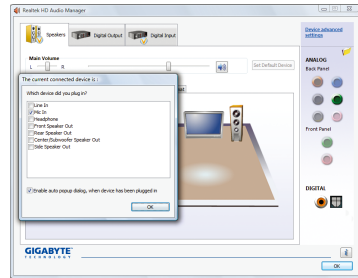 Realtek HD Audio Manager
Speakers
Digital Output
Digital Input
Device advanced
settings
Main Volume
L
R
Set Default Device
The current connected device is :
Which device did you plug in?
Line In
Mic In
Headphone
Front Speaker Out
Rear Speaker Out
Center/Subwoofer Speaker Out
Side Speaker Out
Enable auto popup dialog, when device has been plugged in
OK
ANALOG
Back Panel
Front Panel
DIGITAL
GIGABYTE
TECHNOLOGY
i
OK